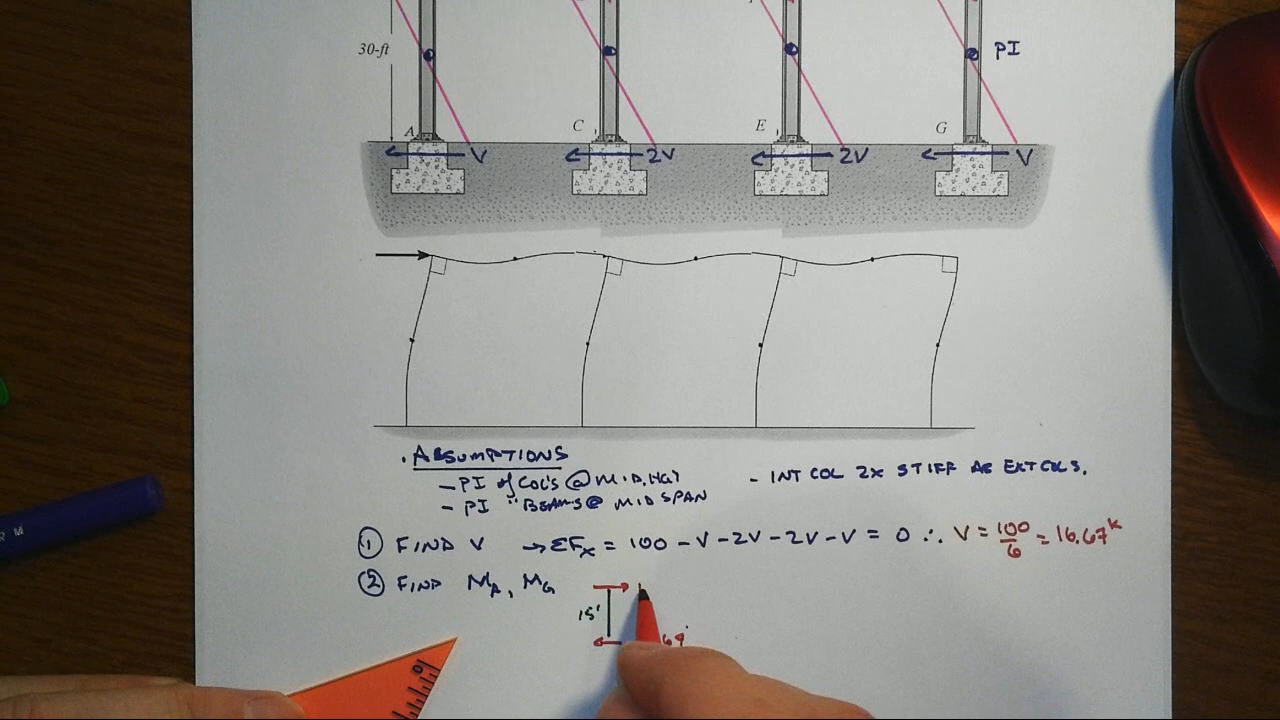 30-ft
PI
A C E G
V 2V 2V V
. ASSUMPTIONS
- PI of COL'S @ MID.HGT - INT COL 2X STIFF AS EXT COLS.
- PI " BEAMS @ MIDSPAN
① FIND V → ΣFx = 100 - V - 2V - 2V - V = 0 ∴ V = 100/6 = 16.67k
② FIND MA, MG
15'